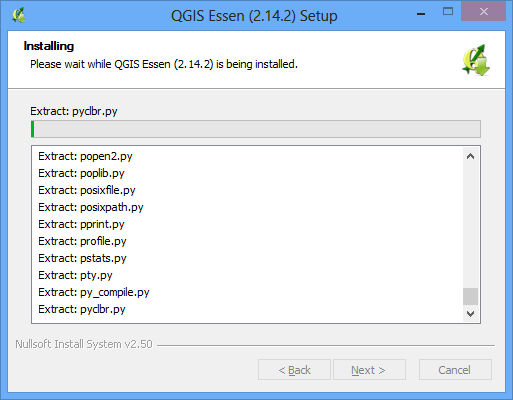 QGIS Essen (2.14.2) Setup
Installing
Please wait while QGIS Essen (2.14.2) is being installed.
Extract: pyclbr.py
Extract: popen2.py
Extract: poplib.py
Extract: posixfile.py
Extract: posixpath.py
Extract: pprint.py
Extract: profile.py
Extract: pstats.py
Extract: pty.py
Extract: py_compile.py
Extract: pyclbr.py
Nullsoft Install System v2.50
< Back Next > Cancel